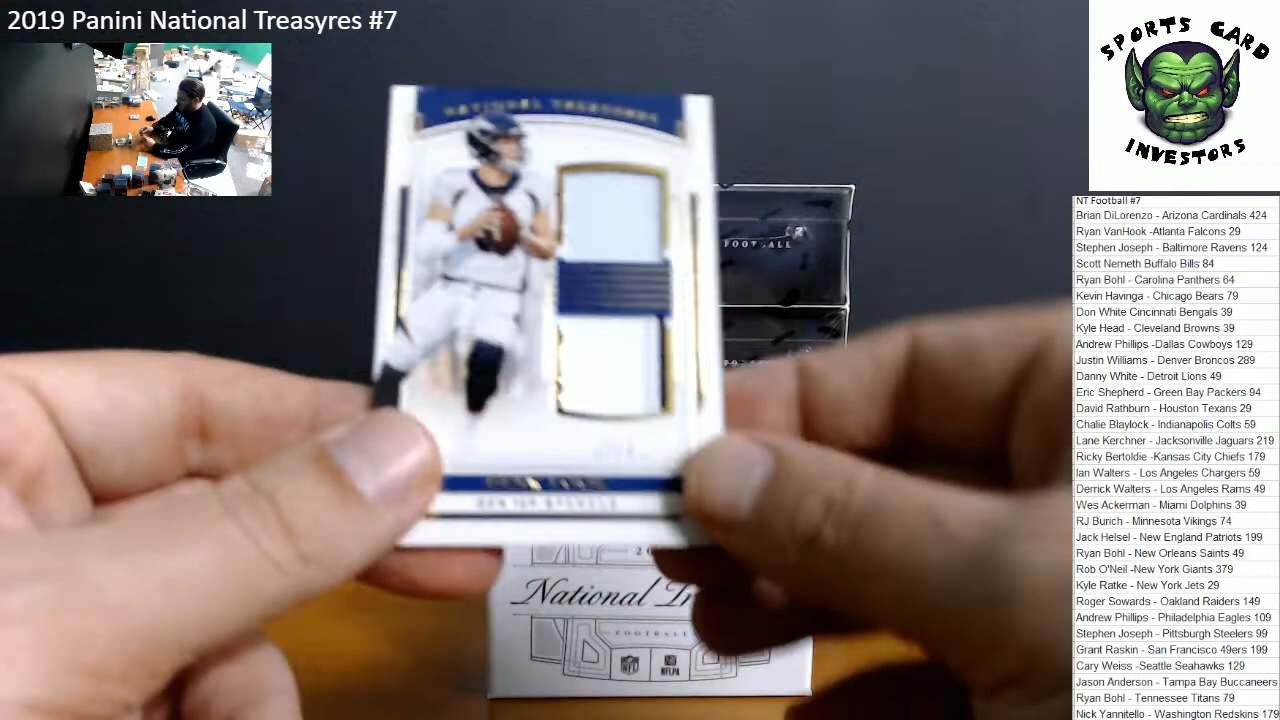 2019 Panini National Treasyres #7
SPORTS CARD
INVESTORS
NT Football #7
Brian DiLorenzo - Arizona Cardinals 424
Ryan VanHook -Atlanta Falcons 29
Stephen Joseph - Baltimore Ravens 124
Scott Nemeth Buffalo Bills 84
Ryan Bohl - Carolina Panthers 64
Kevin Havinga - Chicago Bears 79
Don White Cincinnati Bengals 39
Kyle Head - Cleveland Browns 39
Andrew Phillips -Dallas Cowboys 129
Justin Williams - Denver Broncos 289
Danny White - Detroit Lions 49
Eric Shepherd - Green Bay Packers 94
David Rathburn - Houston Texans 29
Chalie Blaylock - Indianapolis Colts 59
Lane Kerchner - Jacksonville Jaguars 219
Ricky Bertoldie -Kansas City Chiefs 179
Ian Walters - Los Angeles Chargers 59
Derrick Walters - Los Angeles Rams 49
Wes Ackerman - Miami Dolphins 39
RJ Burich - Minnesota Vikings 74
Jack Helsel - New England Patriots 199
Ryan Bohl - New Orleans Saints 49
Rob O'Neil -New York Giants 379
Kyle Ratke - New York Jets 29
Roger Sowards - Oakland Raiders 149
Andrew Phillips - Philadelphia Eagles 109
Stephen Joseph - Pittsburgh Steelers 99
Grant Raskin - San Francisco 49ers 199
Cary Weiss -Seattle Seahawks 129
Jason Anderson - Tampa Bay Buccaneers
Ryan Bohl - Tennessee Titans 79
Nick Yannitello - Washington Redskins 179
NATIONAL TREASURES
DENVER BRONCOS
FOOTBALL
National Tr
FOOTBALL
NFL
NFLPA